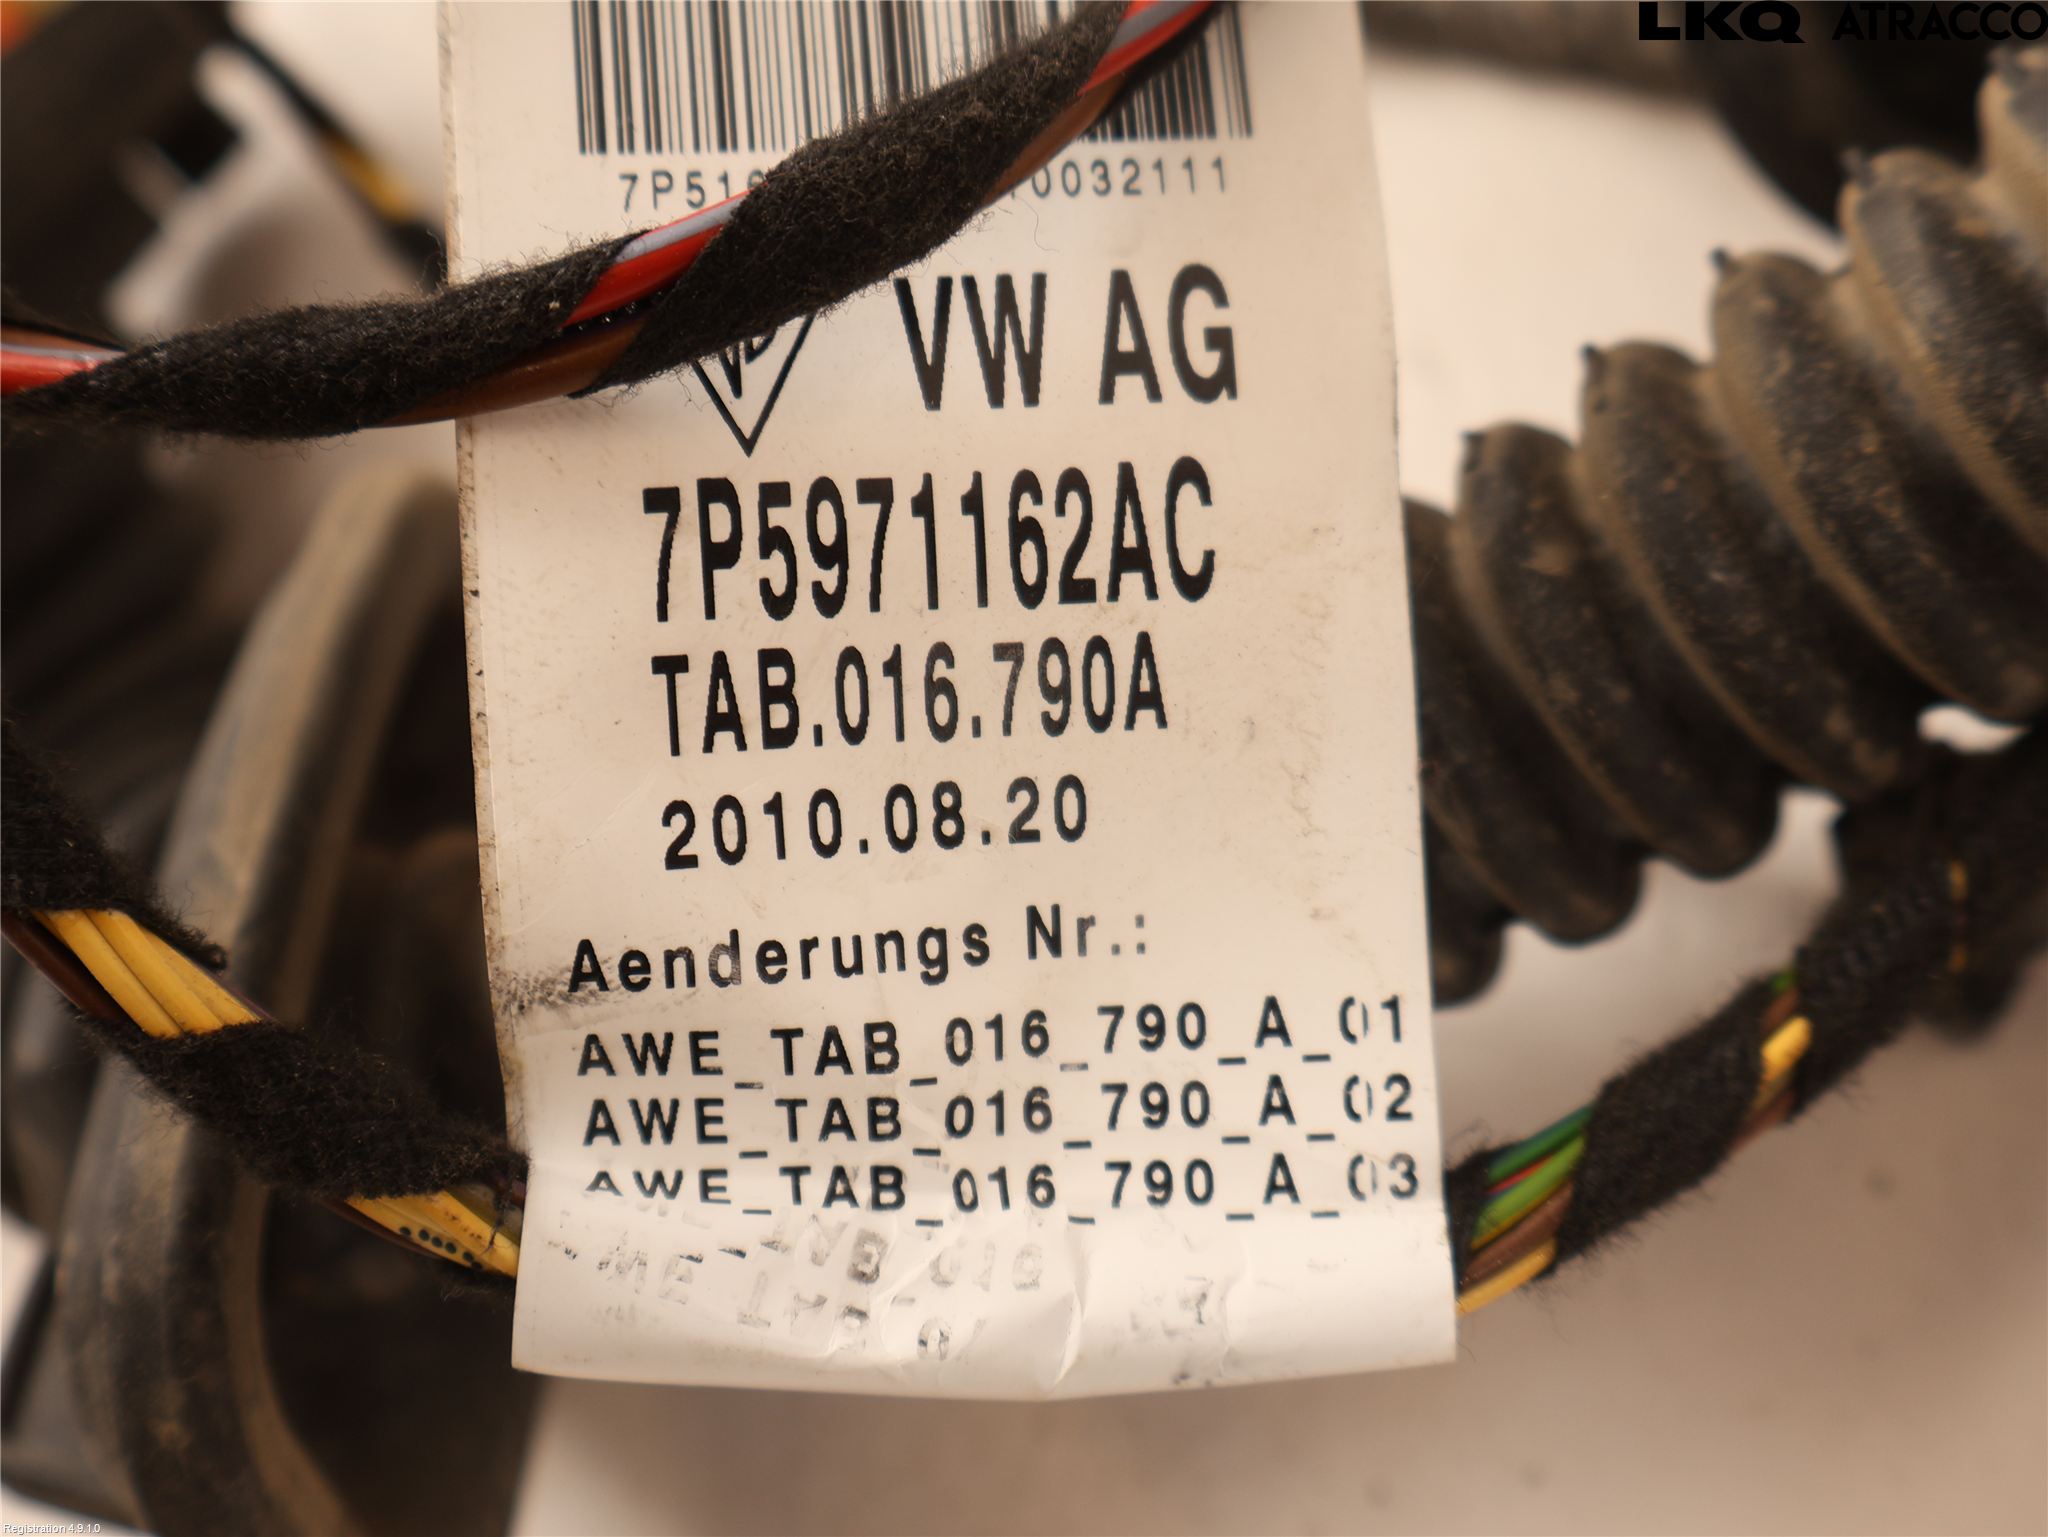 LKQ ATRACCO
7P51 0032111
VW AG
7P5971162AC
TAB.016.790A
2010.08.20
Aenderungs Nr.:
AWE_TAB_016_790_A_01
AWE_TAB_016_790_A_02
AWE_TAB_016_790_A_03
Registration 4.9.1.0